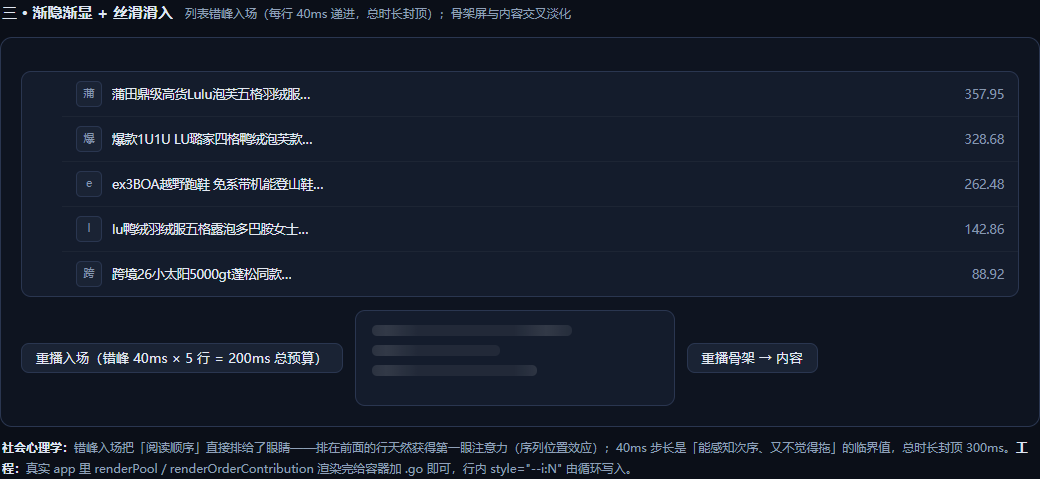 三 • 渐隐渐显 + 丝滑滑入 列表错峰入场（每行 40ms 递进，总时长封顶）；骨架屏与内容交叉淡化
莆 莆田鼎级高货Lulu泡芙五格羽绒服... 357.95
爆 爆款1U1U LU璐家四格鸭绒泡芙款... 328.68
e ex3BOA越野跑鞋 免系带机能登山鞋... 262.48
l lu鸭绒羽绒服五格露泡多巴胺女士... 142.86
跨 跨境26小太阳5000gt蓬松同款... 88.92
重播入场（错峰 40ms × 5 行 = 200ms 总预算） 重播骨架 → 内容
社会心理学：错峰入场把「阅读顺序」直接排给了眼睛——排在前面的行天然获得第一眼注意力（序列位置效应）；40ms 步长是「能感知次序、又不觉得拖」的临界值，总时长封顶 300ms。工
程：真实 app 里 renderPool / renderOrderContribution 渲染完给容器加 .go 即可，行内 style="--i:N" 由循环写入。